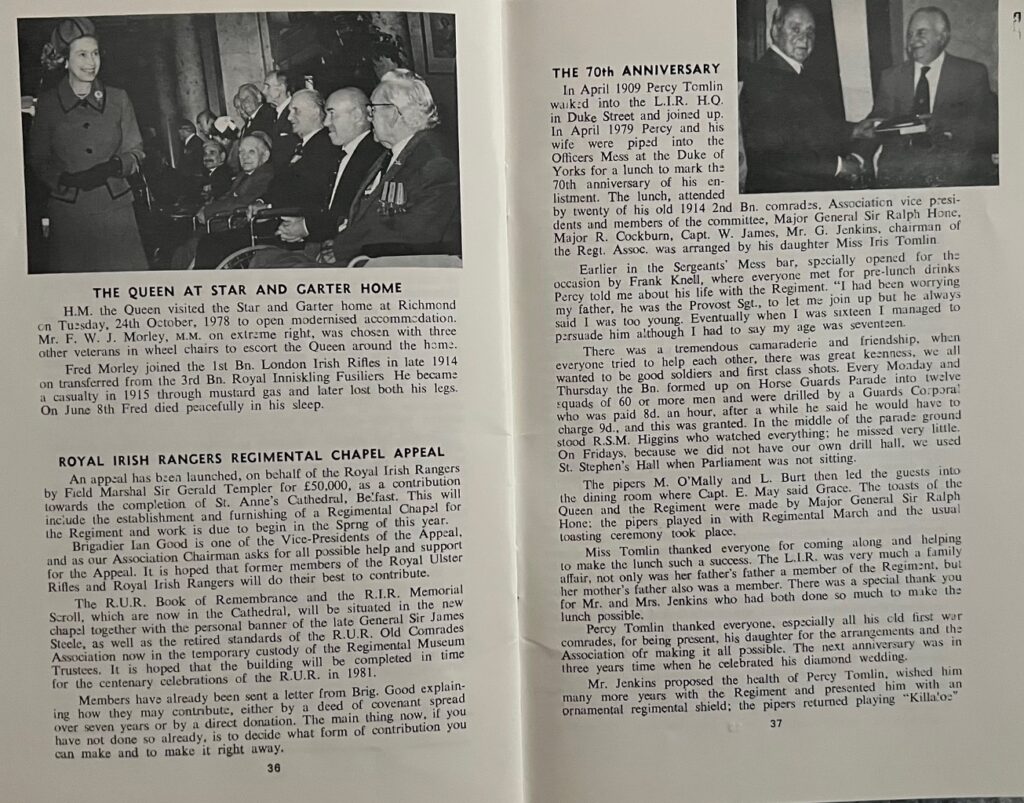 THE QUEEN AT STAR AND GARTER HOME
H.M. the Queen visited the Star and Garter home at Richmond
on Tuesday, 24th October, 1978 to open modernised accommodation.
Mr. F. W. J. Morley, M.M. on extreme right, was chosen with three
other veterans in wheel chairs to escort the Queen around the home.
Fred Morley joined the 1st Bn. London Irish Rifles in late 1914
on transferred from the 3rd Bn. Royal Inniskling Fusiliers He became
a casualty in 1915 through mustard gas and later lost both his legs.
On June 8th Fred died peacefully in his sleep.
ROYAL IRISH RANGERS REGIMENTAL CHAPEL APPEAL
An appeal has been launched, on behalf of the Royal Irish Rangers
by Field Marshal Sir Gerald Templer for £50,000, as a contribution
towards the completion of St. Anne's Cathedral, Belfast. This will
include the establishment and furnishing of a Regimental Chapel for
the Regiment and work is due to begin in the Sprng of this year.
Brigadier Ian Good is one of the Vice-Presidents of the Appeal,
and as our Association Chairman asks for all possible help and support
for the Appeal. It is hoped that former members of the Royal Ulster
Rifles and Royal Irish Rangers will do their best to contribute.
The R.U.R. Book of Remembrance and the R.I.R. Memorial
Scroll, which are now in the Cathedral, will be situated in the new
chapel together with the personal banner of the late General Sir James
Steele, as well as the retired standards of the R.U.R. Old Comrades
Association now in the temporary custody of the Regimental Museum
Trustees. It is hoped that the building will be completed in time
for the centenary celebrations of the R.U.R. in 1981.
Members have already been sent a letter from Brig. Good explain-
ing how they may contribute, either by a deed of covenant spread
over seven years or by a direct donation. The main thing now, if you
have not done so already, is to decide what form of contribution you
can make and to make it right away.
36
THE 70th ANNIVERSARY
In April 1909 Percy Tomlin
walked into the L.I.R. H.Q.
in Duke Street and joined up.
In April 1979 Percy and his
wife were piped into the
Officers Mess at the Duke of
Yorks for a lunch to mark the
70th anniversary of his en-
listment. The lunch, attended
by twenty of his old 1914 2nd Bn. comrades, Association vice presi-
dents and members of the committee, Major General Sir Ralph Hone,
Major R. Cockburn, Capt. W. James, Mr. G. Jenkins, chairman of
the Regt. Assoc. was arranged by his daughter Miss Iris Tomlin
Earlier in the Sergeants' Mess bar, specially opened for the
occasion by Frank Knell, where everyone met for pre-lunch drinks
Percy told me about his life with the Regiment. "I had been worrying
my father, he was the Provost Sgt., to let me join up but he always
said I was too young. Eventually when I was sixteen I managed to
persuade him although I had to say my age was seventeen.
There was a tremendous camaraderie and friendship, when
everyone tried to help each other, there was great keenness, we all
wanted to be good soldiers and first class shots. Every Monday and
Thursday the Bn. formed up on Horse Guards Parade into twelve
squads of 60 or more men and were drilled by a Guards Corporal
who was paid 8d. an hour, after a while he said he would have to
charge 9d., and this was granted. In the middle of the parade ground
stood R.S.M. Higgins who watched everything; he missed very little.
On Fridays, because we did not have our own drill hall, we used
St. Stephen's Hall when Parliament was not sitting.
The pipers M. O'Mally and L. Burt then led the guests into
the dining room where Capt. E. May said Grace. The toasts of the
Queen and the Regiment were made by Major General Sir Ralph
Hone; the pipers played in with Regimental March and the usual
toasting ceremony took place.
Miss Tomlin thanked everyone for coming along and helping
to make the lunch such a success. The L.I.R. was very much a family
affair, not only was her father's father a member of the Regiment, but
her mother's father also was a member. There was a special thank you
for Mr. and Mrs. Jenkins who had both done so much to make the
lunch possible.
Percy Tomlin thanked everyone, especially all his old first war
comrades, for being present, his daughter for the arrangements and the
Association ofr making it all possible. The next anniversary was in
three years time when he celebrated his diamond wedding.
Mr. Jenkins proposed the health of Percy Tomlin, wished him
many more years with the Regiment and presented him with an
ornamental regimental shield; the pipers returned playing "Killaloe"
37